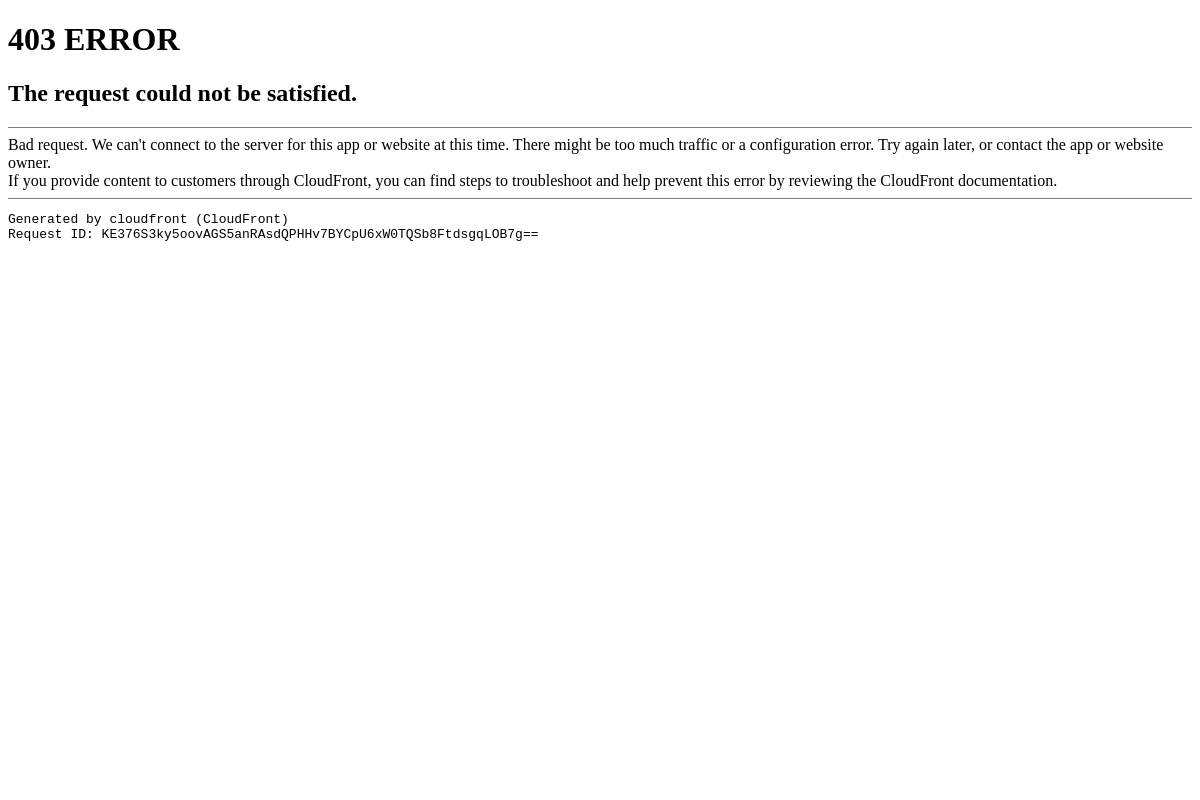 403 ERROR
The request could not be satisfied.
Bad request. We can't connect to the server for this app or website at this time. There might be too much traffic or a configuration error. Try again later, or contact the app or website
owner.
If you provide content to customers through CloudFront, you can find steps to troubleshoot and help prevent this error by reviewing the CloudFront documentation.
Generated by cloudfront (CloudFront)
Request ID: KE376S3ky5oovAGS5anRAsdQPHHv7BYCpU6xW0TQSb8FtdsgqLOB7g==